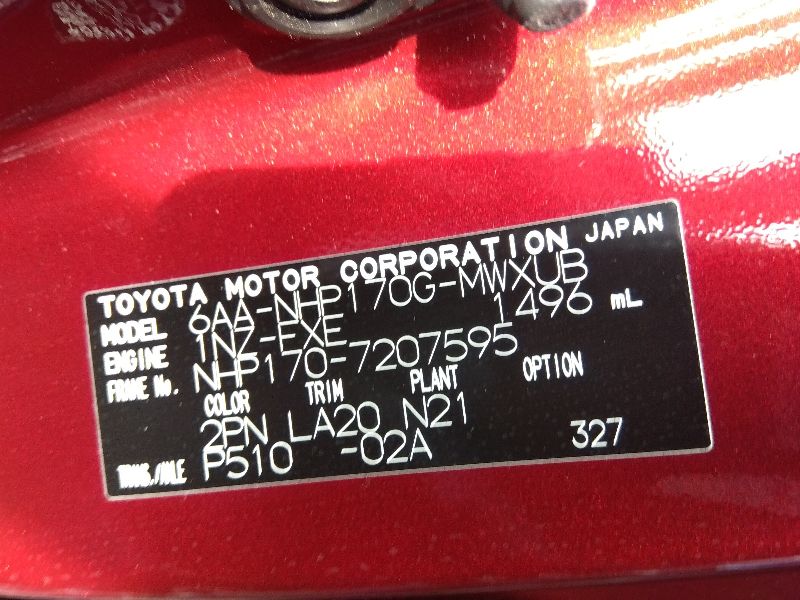 TOYOTA MOTOR CORPORATION JAPAN
MODEL 6AA-NHP170G-MWXUB
ENGINE 1NZ-EXE 1496 mL
FRAME No. NHP170-7207595
COLOR TRIM PLANT OPTION
2PN LA20 N21
TRANS./AXLE P510 -02A 327